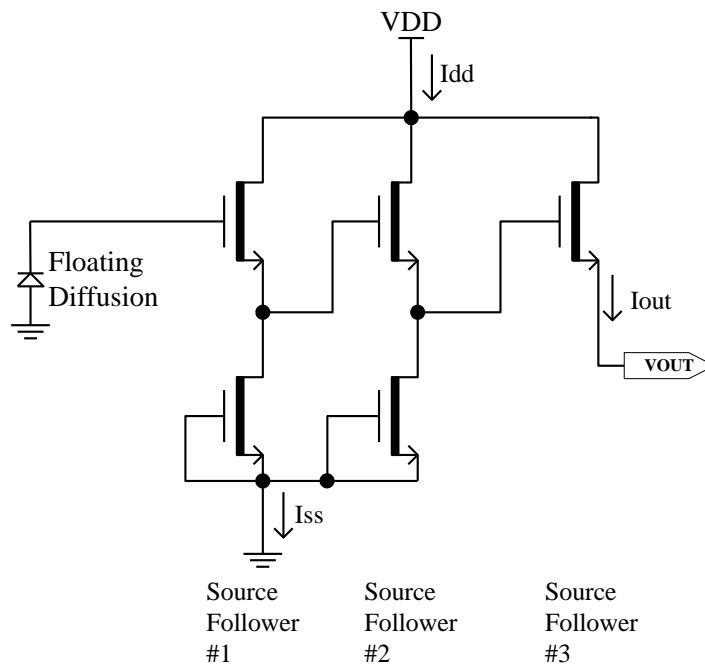 VDD
Idd
Floating
Diffusion
Iout
VOUT
Iss
Source
Follower
#1
Source
Follower
#2
Source
Follower
#3